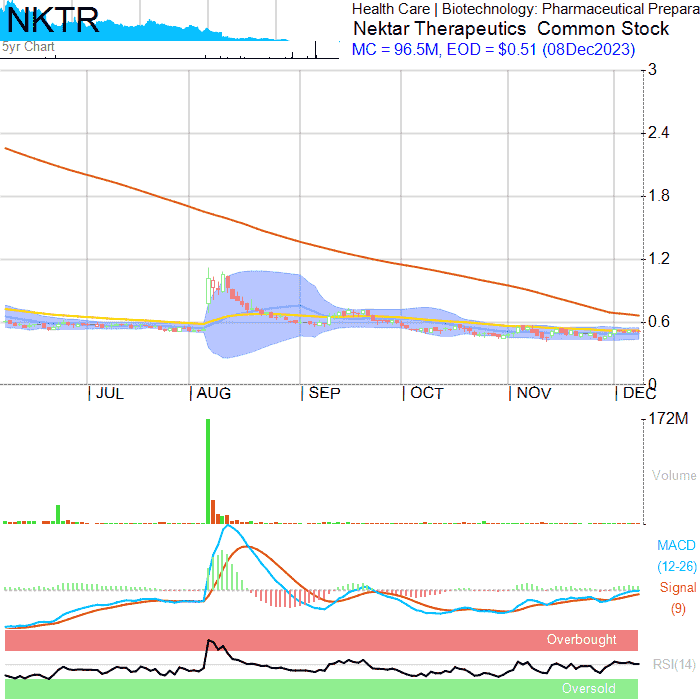 NKTR
5yr Chart
Health Care | Biotechnology: Pharmaceutical Prepara
Nektar Therapeutics Common Stock
MC = 96.5M, EOD = $0.51 (08Dec2023)
3
2.4
1.8
1.2
0.6
0
JUL
AUG
SEP
OCT
NOV
DEC
172M
Volume
MACD
(12-26)
Signal
(9)
Overbought
RSI(14)
Oversold